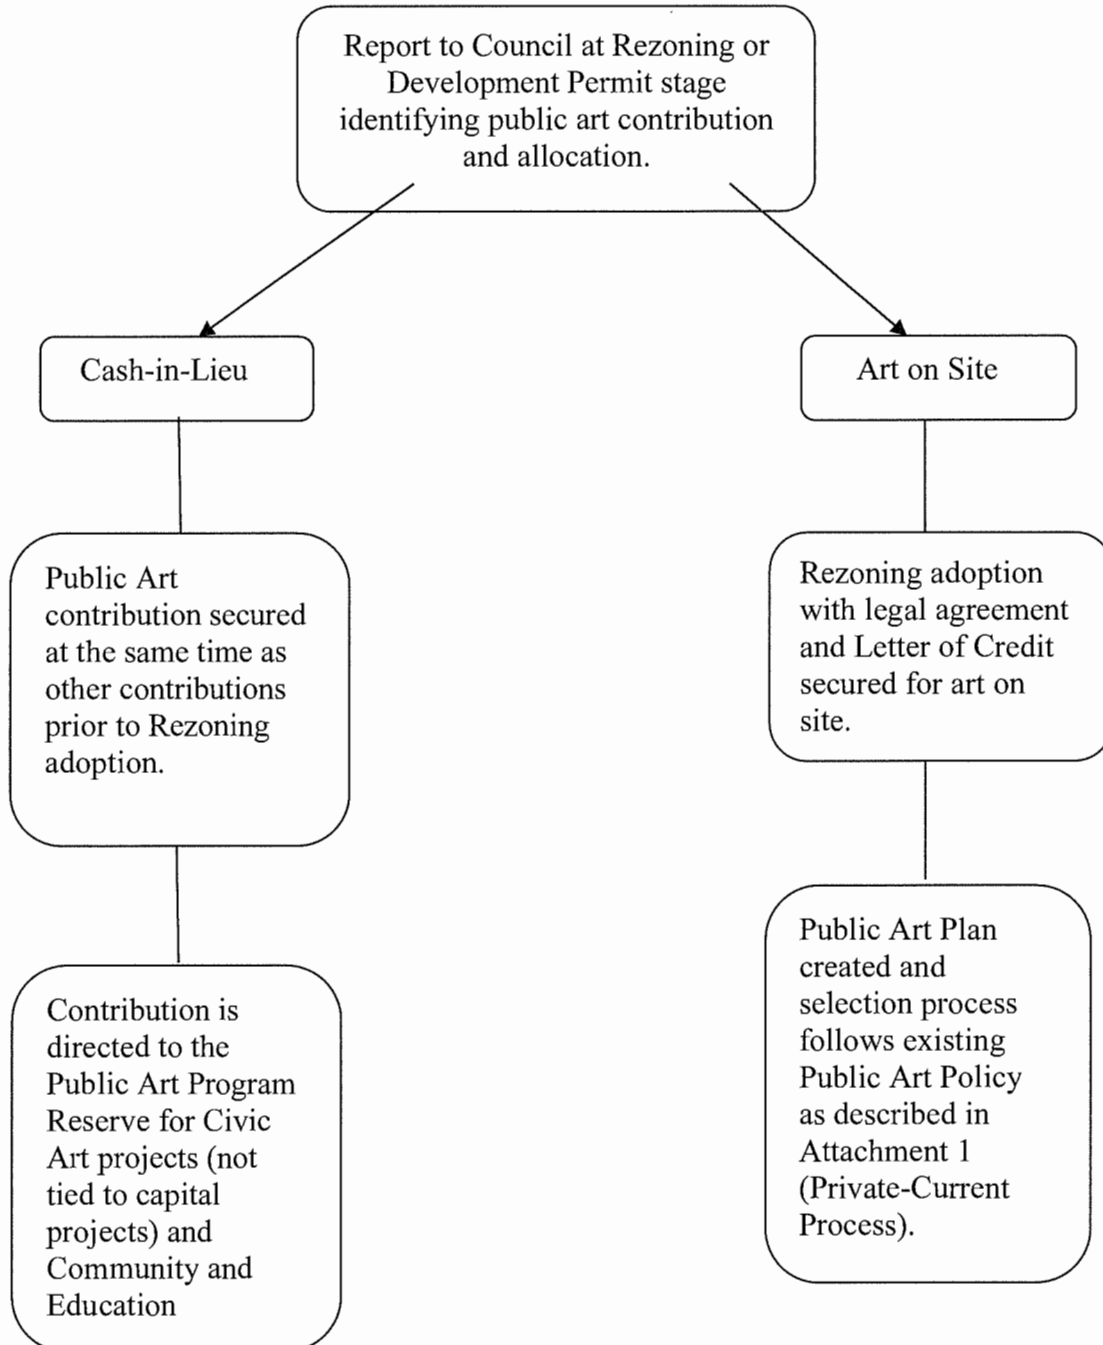 Report to Council at Rezoning or
Development Permit stage
identifying public art contribution
and allocation.
Cash-in-Lieu
Public Art
contribution secured
at the same time as
other contributions
prior to Rezoning
adoption.
Contribution is
directed to the
Public Art Program
Reserve for Civic
Art projects (not
tied to capital
projects) and
Community and
Education
Art on Site
Rezoning adoption
with legal agreement
and Letter of Credit
secured for art on
site.
Public Art Plan
created and
selection process
follows existing
Public Art Policy
as described in
Attachment 1
(Private-Current
Process).